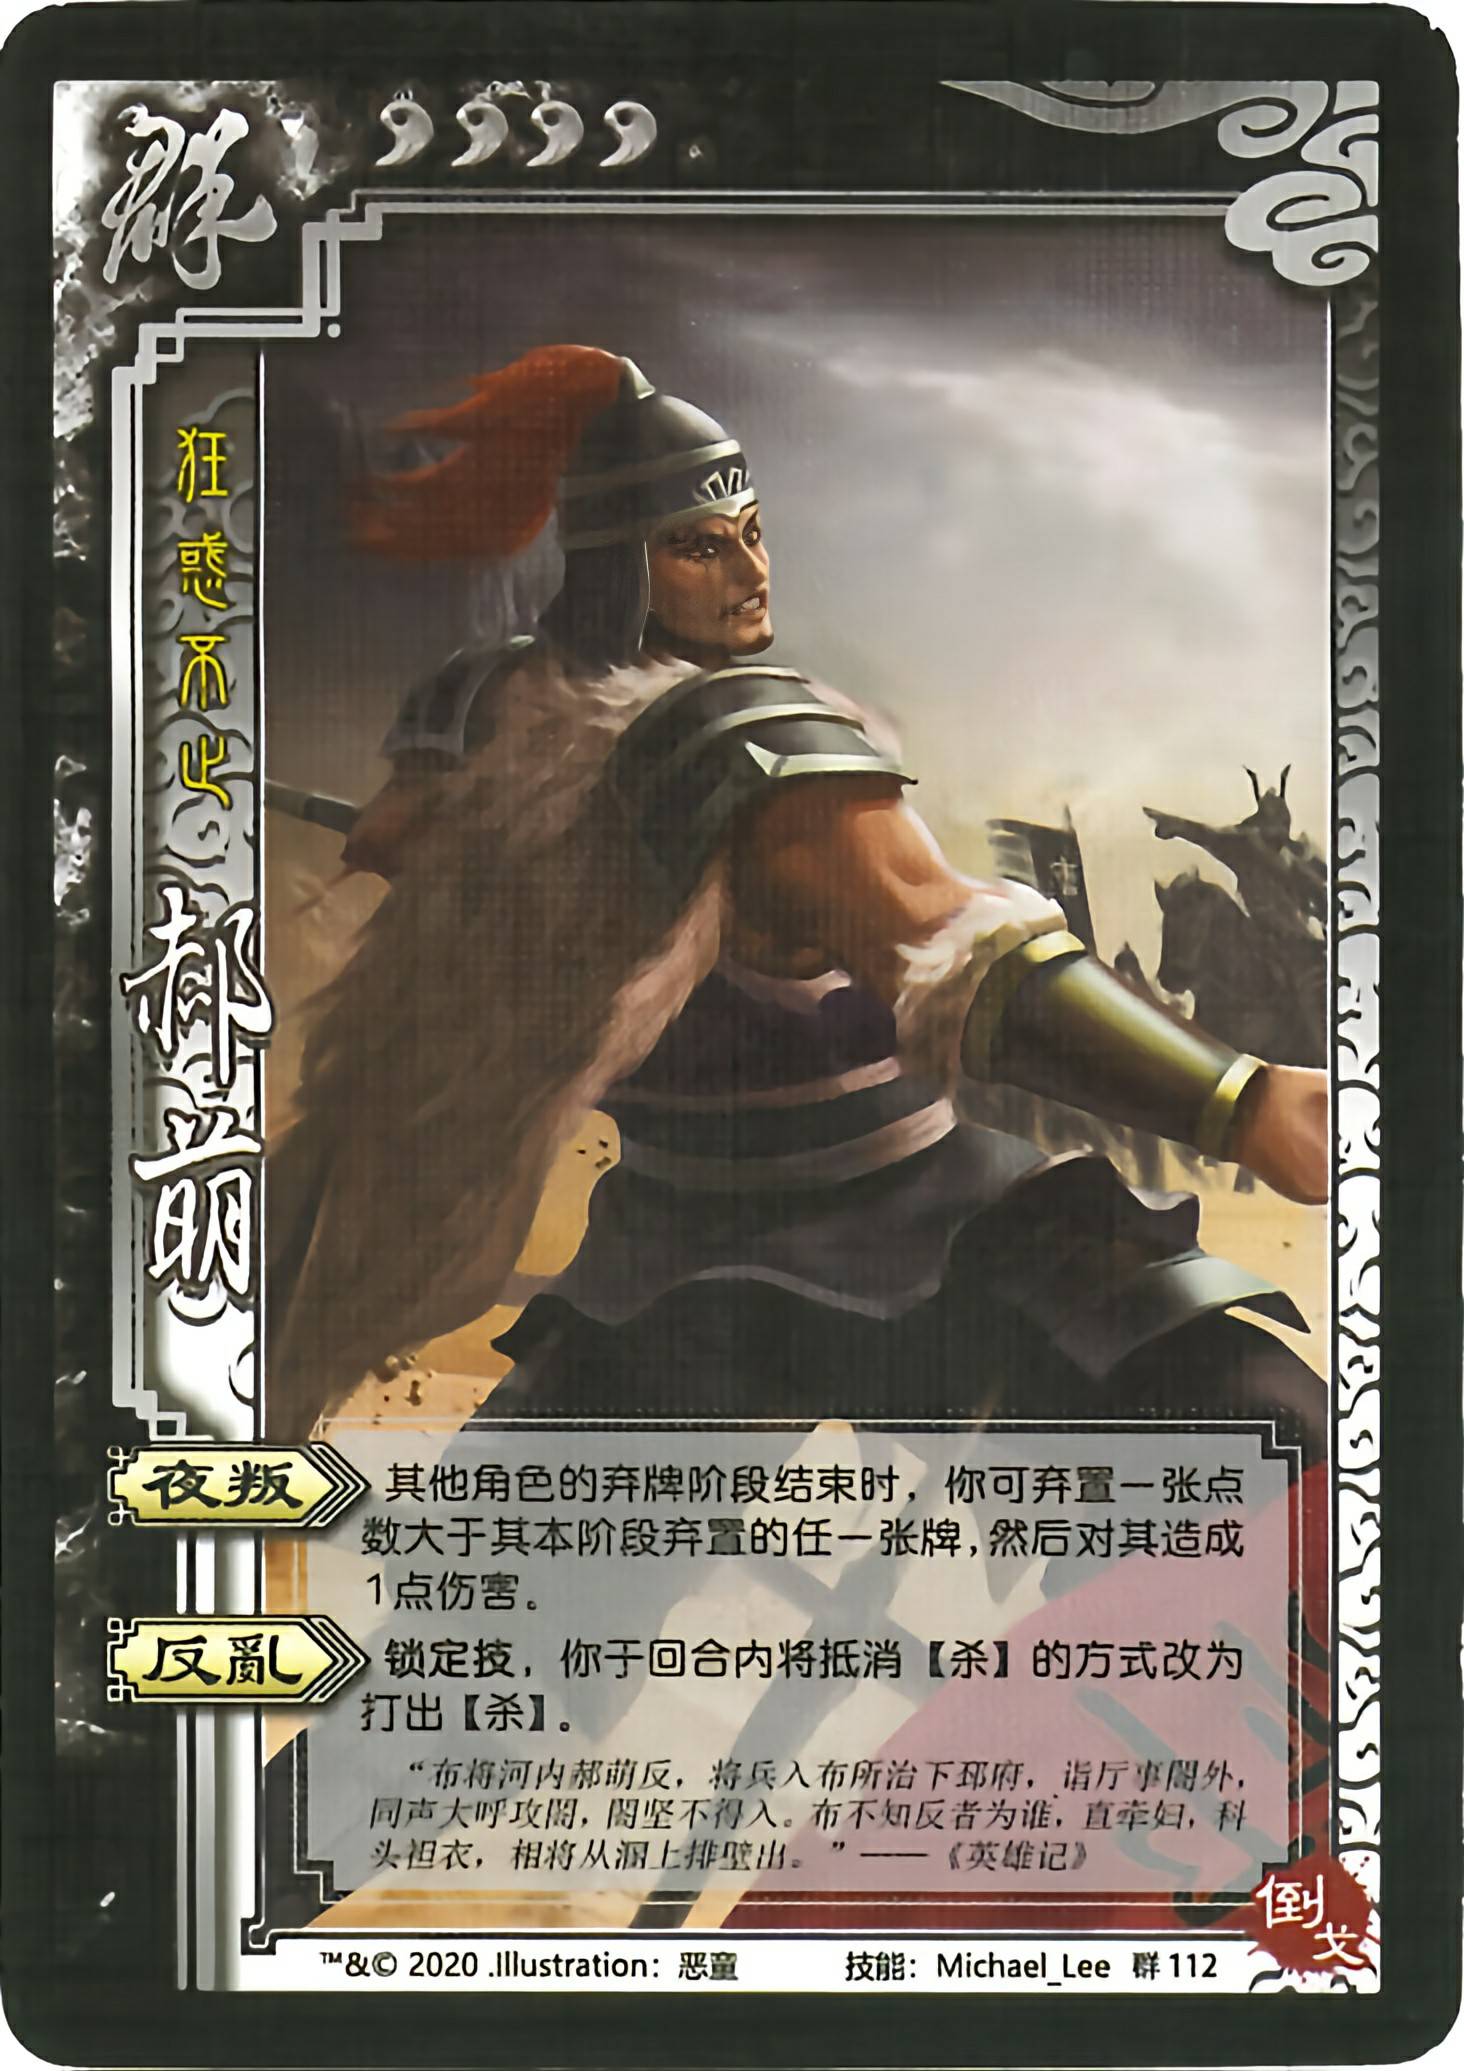 群
狂惑不止
郝萌
夜叛
其他角色的弃牌阶段结束时，你可弃置一张点
数大于其本阶段弃置的任一张牌，然后对其造成
1点伤害。
反亂
锁定技，你于回合内将抵消【杀】的方式改为
打出【杀】。
“布将河内郝萌反，将兵入布所治下邳府，诣厅事閤外，
同声大呼攻閤，閤坚不得入。布不知反者为谁，直牵妇，科
头袒衣，相将从溷上排壁出。”——《英雄记》
倒戈
™&© 2020 .Illustration：恶童 技能：Michael_Lee 群 112